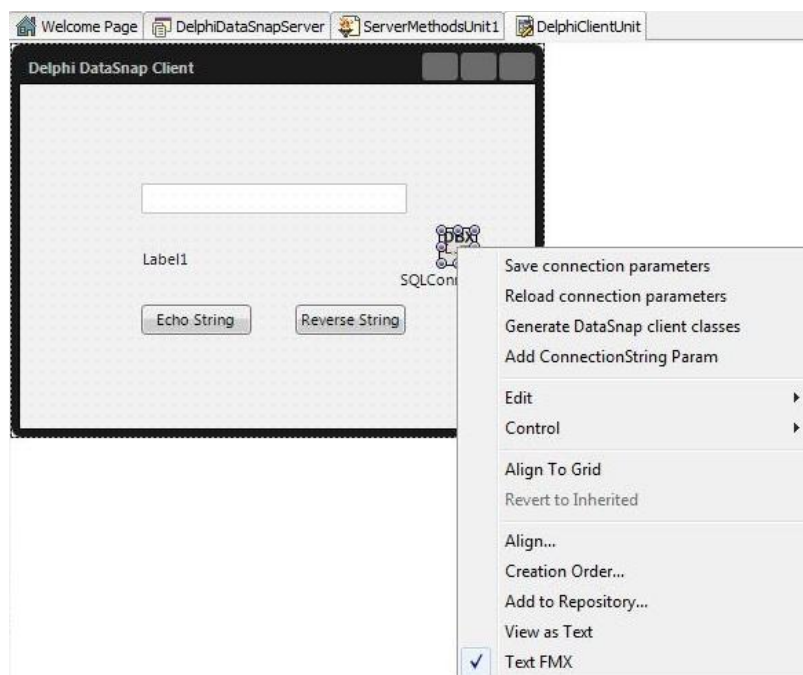 Welcome Page DelphiDataSnapServer ServerMethodsUnit1 DelphiClientUnit
Delphi DataSnap Client
DBX
Label1
SQLConn
Echo String Reverse String
Save connection parameters
Reload connection parameters
Generate DataSnap client classes
Add ConnectionString Param
Edit
Control
Align To Grid
Revert to Inherited
Align...
Creation Order...
Add to Repository...
View as Text
Text FMX